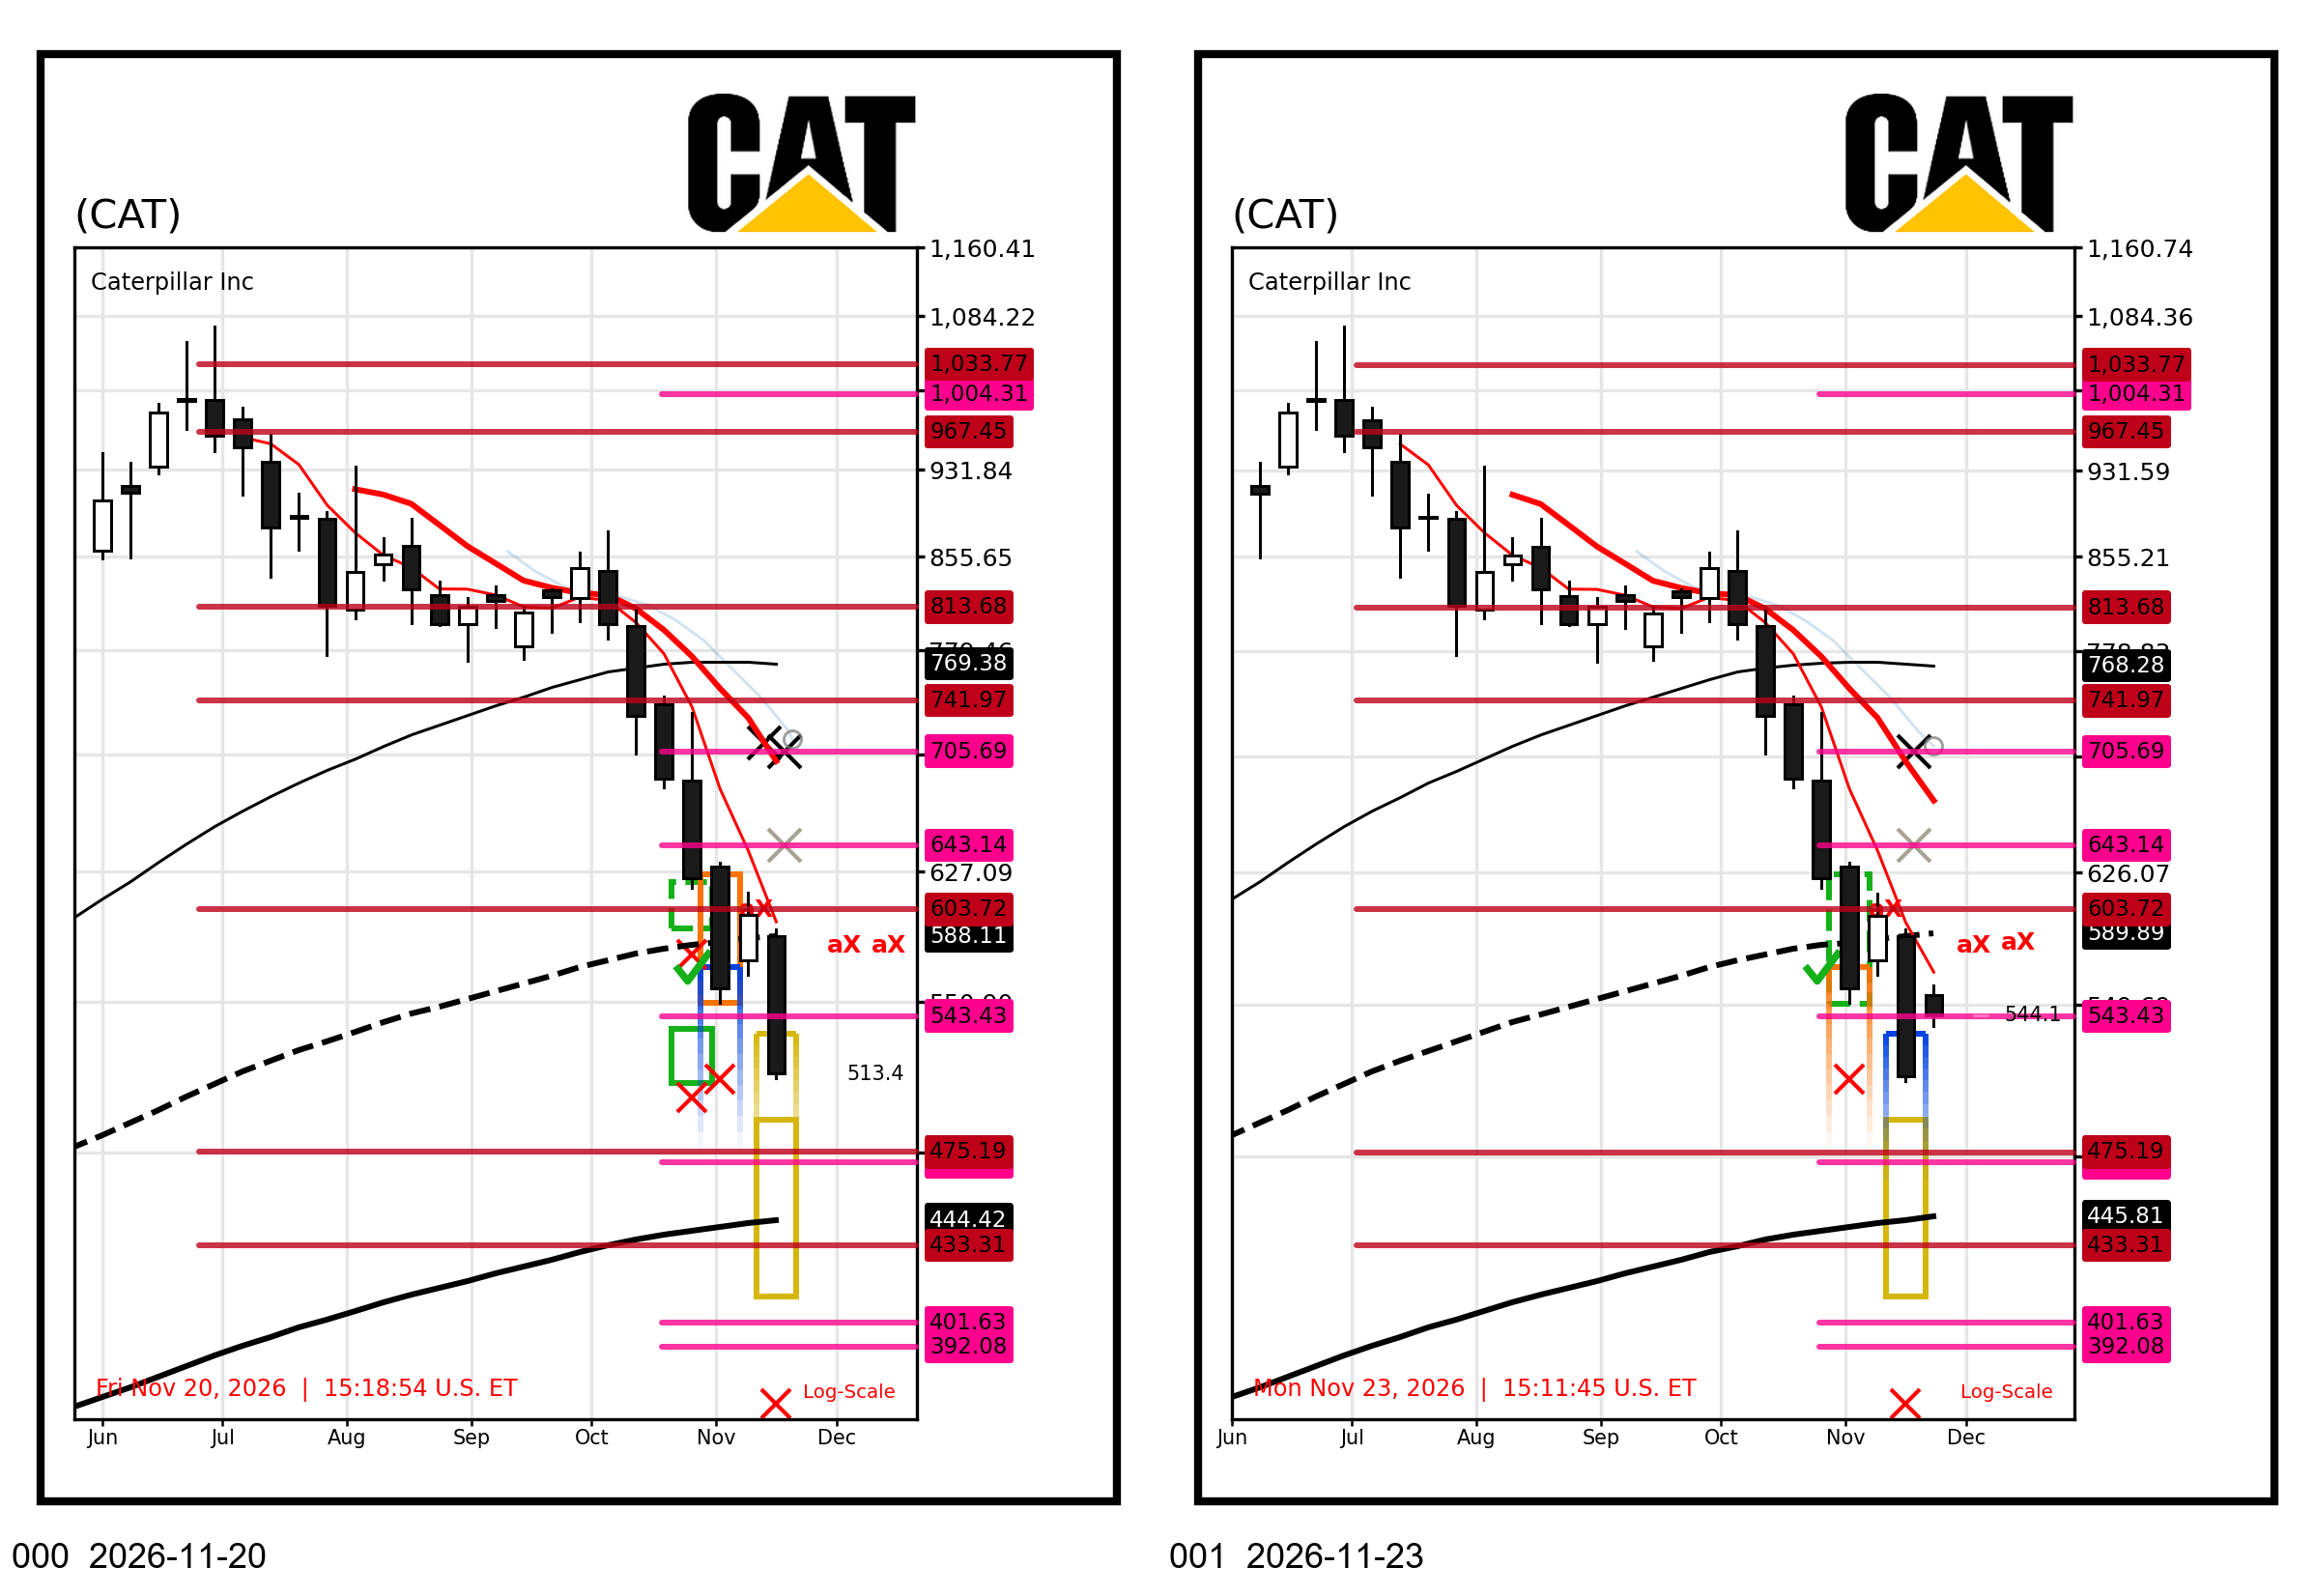 CAT
(CAT)
Caterpillar Inc
1,160.41
1,084.22
1,033.77
1,004.31
967.45
931.84
855.65
813.68
769.38
741.97
705.69
643.14
627.09
603.72
588.11
aX
aX aX
543.43
513.4
475.19
444.42
433.31
401.63
392.08
Fri Nov 20, 2026 | 15:18:54 U.S. ET
Log-Scale
Jun Jul Aug Sep Oct Nov Dec
000 2026-11-20
CAT
(CAT)
Caterpillar Inc
1,160.74
1,084.36
1,033.77
1,004.31
967.45
931.59
855.21
813.68
768.28
741.97
705.69
643.14
626.07
603.72
589.89
aX
aX aX
544.1
543.43
475.19
445.81
433.31
401.63
392.08
Mon Nov 23, 2026 | 15:11:45 U.S. ET
Log-Scale
Jun Jul Aug Sep Oct Nov Dec
001 2026-11-23